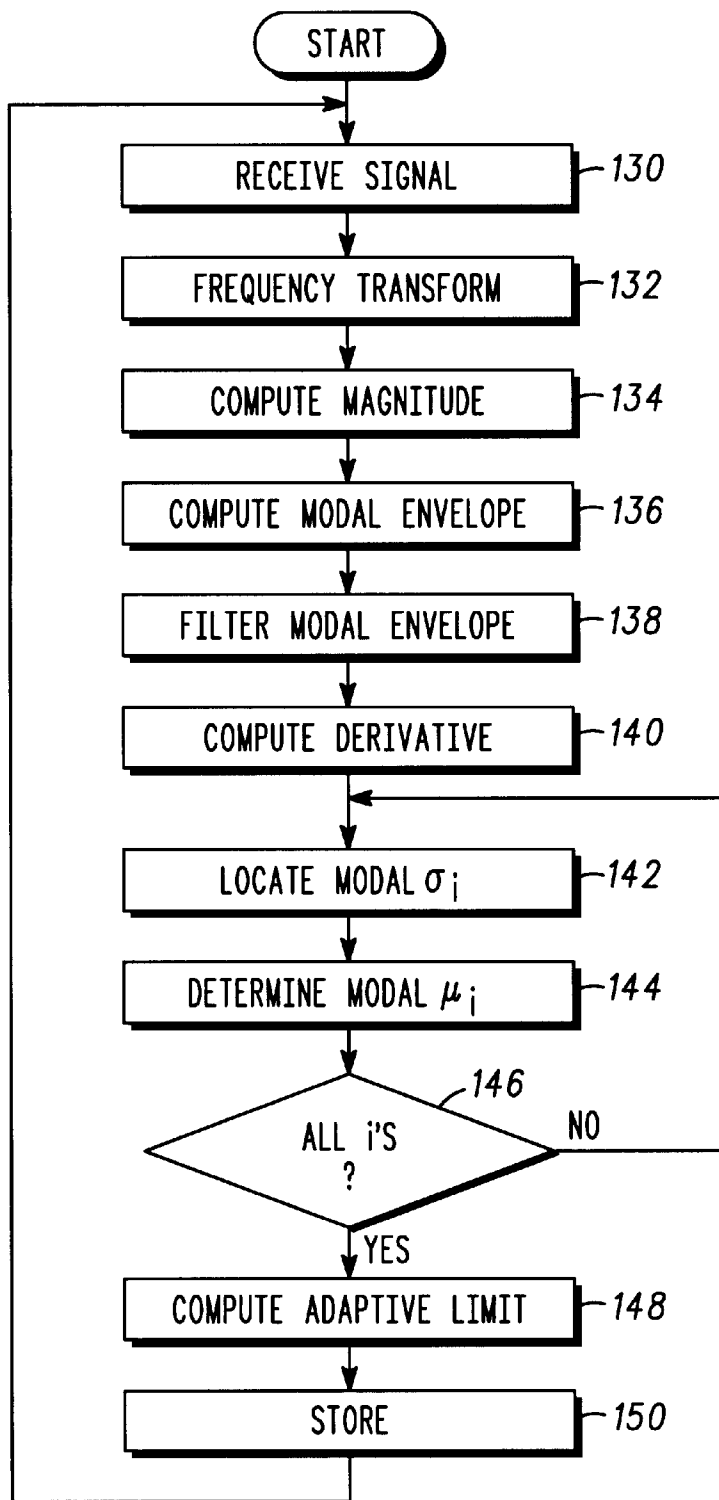 START
RECEIVE SIGNAL 130
FREQUENCY TRANSFORM 132
COMPUTE MAGNITUDE 134
COMPUTE MODAL ENVELOPE 136
FILTER MODAL ENVELOPE 138
COMPUTE DERIVATIVE 140
LOCATE MODAL σi 142
DETERMINE MODAL μi 144
146
ALL i'S
?
NO
YES
COMPUTE ADAPTIVE LIMIT 148
STORE 150